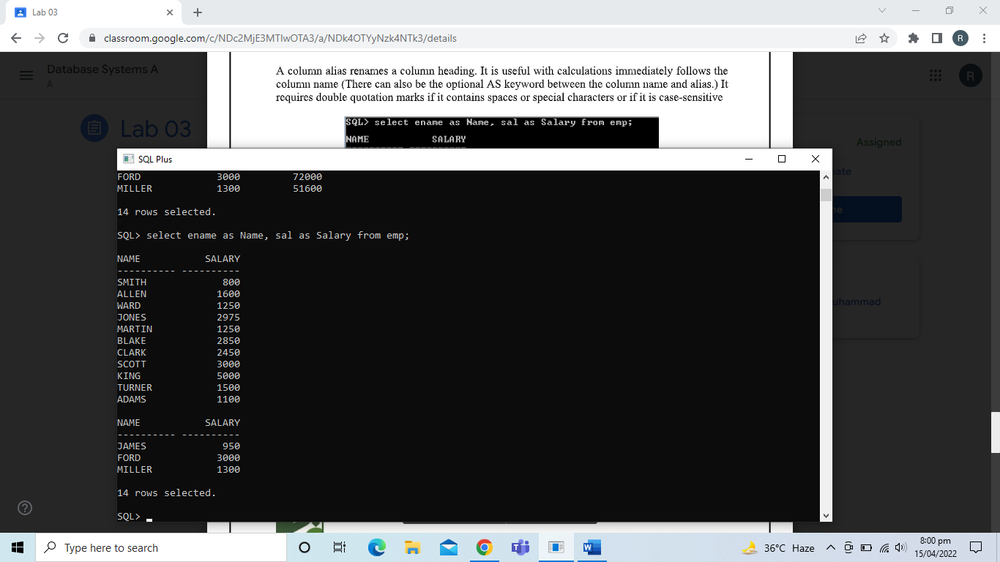 Lab 03
classroom.google.com/c/NDc2MjE3MTIwOTA3/a/NDk4OTYyNzk4NTk3/details
R
Database Systems A
A
R
Lab 03
Assigned
A column alias renames a column heading. It is useful with calculations immediately follows the
column name (There can also be the optional AS keyword between the column name and alias.) It
requires double quotation marks if it contains spaces or special characters or if it is case-sensitive
SQL> select ename as Name, sal as Salary from emp;
NAME SALARY
---------- ----------
SQL Plus
FORD 3000 72000
MILLER 1300 51600
14 rows selected.
SQL> select ename as Name, sal as Salary from emp;
NAME SALARY
---------- ----------
SMITH 800
ALLEN 1600
WARD 1250
JONES 2975
MARTIN 1250
BLAKE 2850
CLARK 2450
SCOTT 3000
KING 5000
TURNER 1500
ADAMS 1100
NAME SALARY
---------- ----------
JAMES 950
FORD 3000
MILLER 1300
14 rows selected.
SQL>
Type here to search
36°C Haze
8:00 pm
15/04/2022